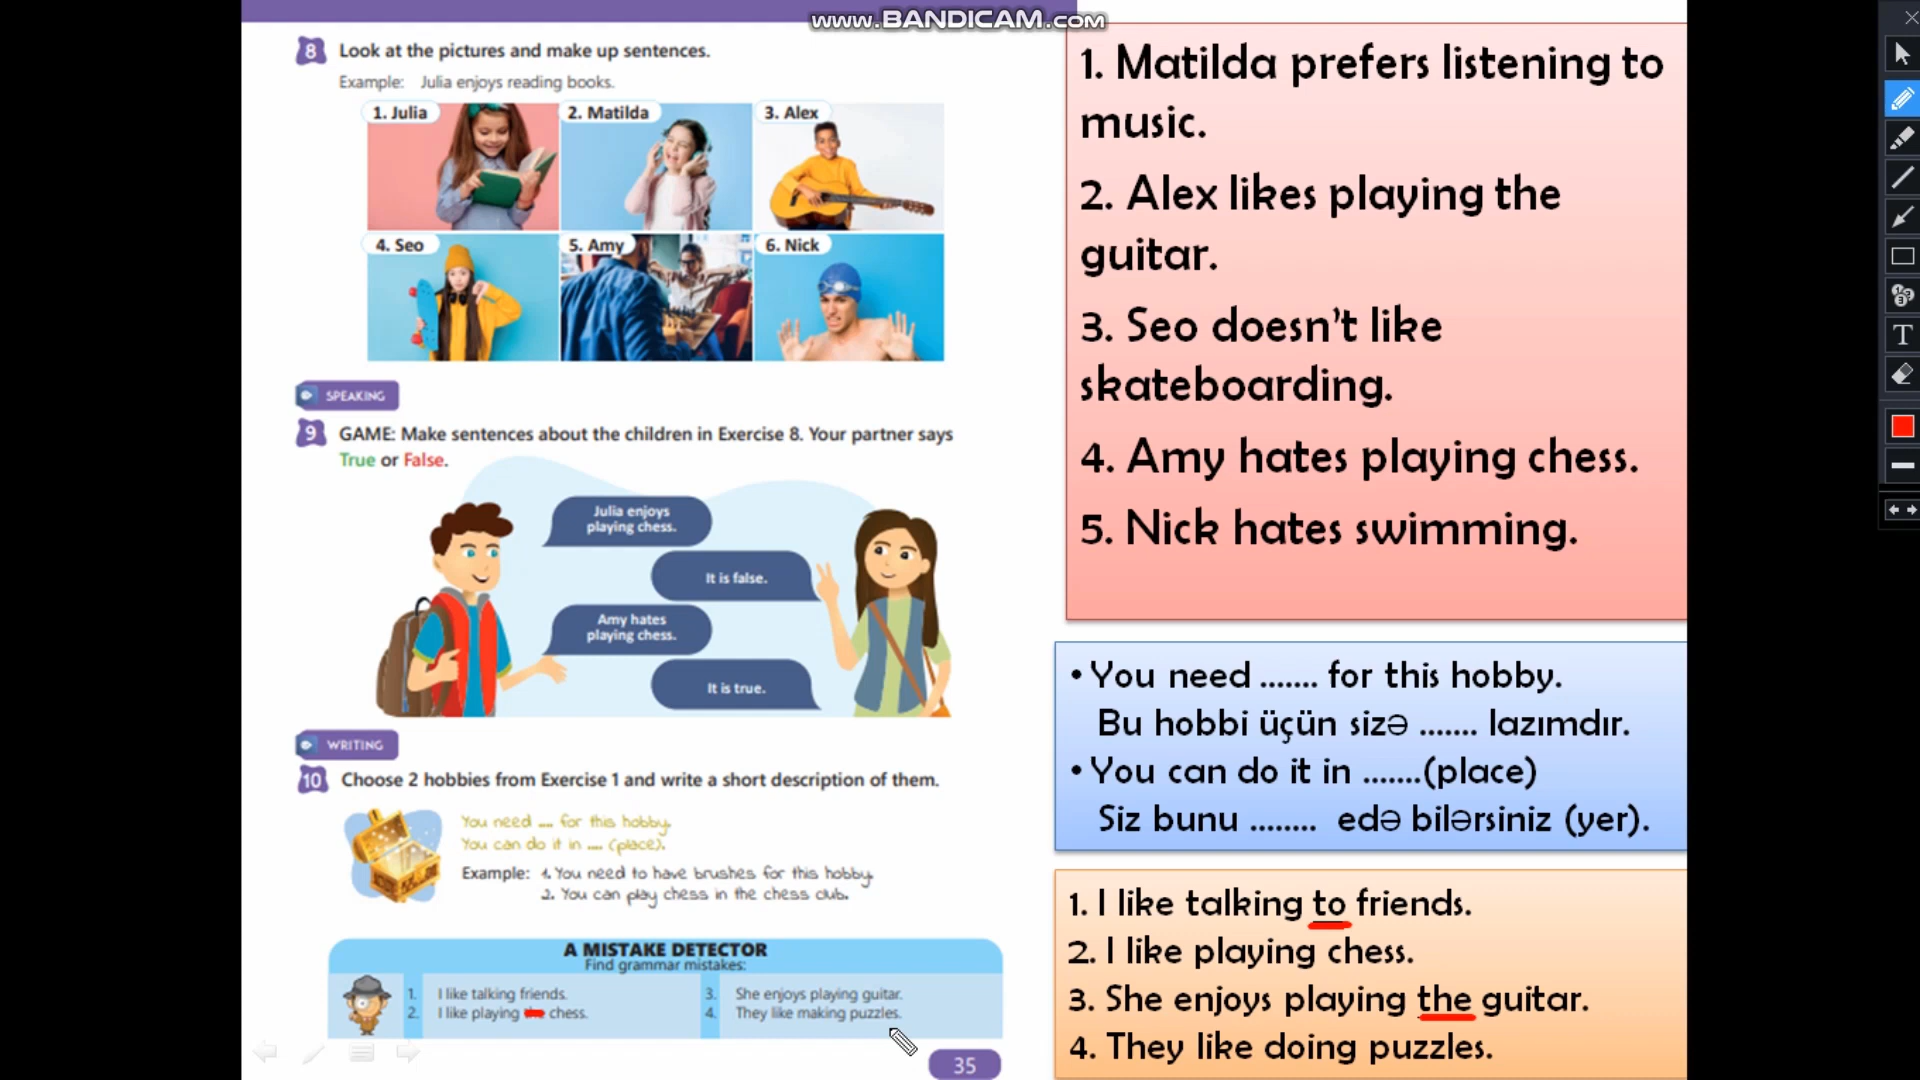 www.BANDICAM.com
8 Look at the pictures and make up sentences.
Example: Julia enjoys reading books.
1. Julia
2. Matilda
3. Alex
4. Seo
5. Amy
6. Nick
SPEAKING
9 GAME: Make sentences about the children in Exercise 8. Your partner says
True or False.
Julia enjoys
playing chess.
It is false.
Amy hates
playing chess.
It is true.
WRITING
10 Choose 2 hobbies from Exercise 1 and write a short description of them.
You need .... for this hobby.
You can do it in .... (place).
Example: 1. You need to have brushes for this hobby.
2. You can play chess in the chess club.
A MISTAKE DETECTOR
Find grammar mistakes:
1. I like talking friends.
2. I like playing chess.
3. She enjoys playing guitar.
4. They like making puzzles.
35
1. Matilda prefers listening to
music.
2. Alex likes playing the
guitar.
3. Seo doesn't like
skateboarding.
4. Amy hates playing chess.
5. Nick hates swimming.
• You need ....... for this hobby.
Bu hobbi üçün sizə ....... lazımdır.
• You can do it in .......(place)
Siz bunu ........ edə bilərsiniz (yer).
1. I like talking to friends.
2. I like playing chess.
3. She enjoys playing the guitar.
4. They like doing puzzles.